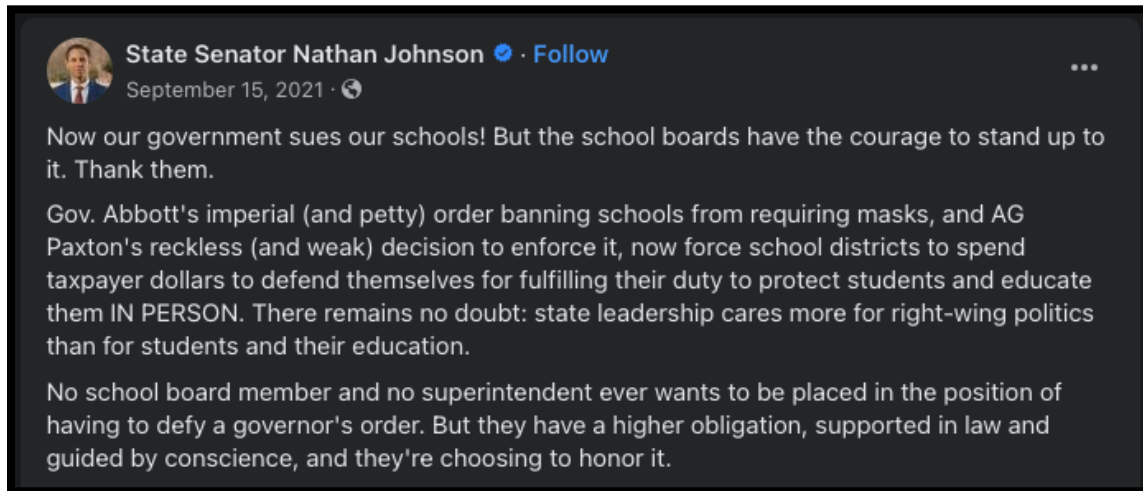 State Senator Nathan Johnson · Follow
September 15, 2021 ·
Now our government sues our schools! But the school boards have the courage to stand up to
it. Thank them.
Gov. Abbott's imperial (and petty) order banning schools from requiring masks, and AG
Paxton's reckless (and weak) decision to enforce it, now force school districts to spend
taxpayer dollars to defend themselves for fulfilling their duty to protect students and educate
them IN PERSON. There remains no doubt: state leadership cares more for right-wing politics
than for students and their education.
No school board member and no superintendent ever wants to be placed in the position of
having to defy a governor's order. But they have a higher obligation, supported in law and
guided by conscience, and they're choosing to honor it.